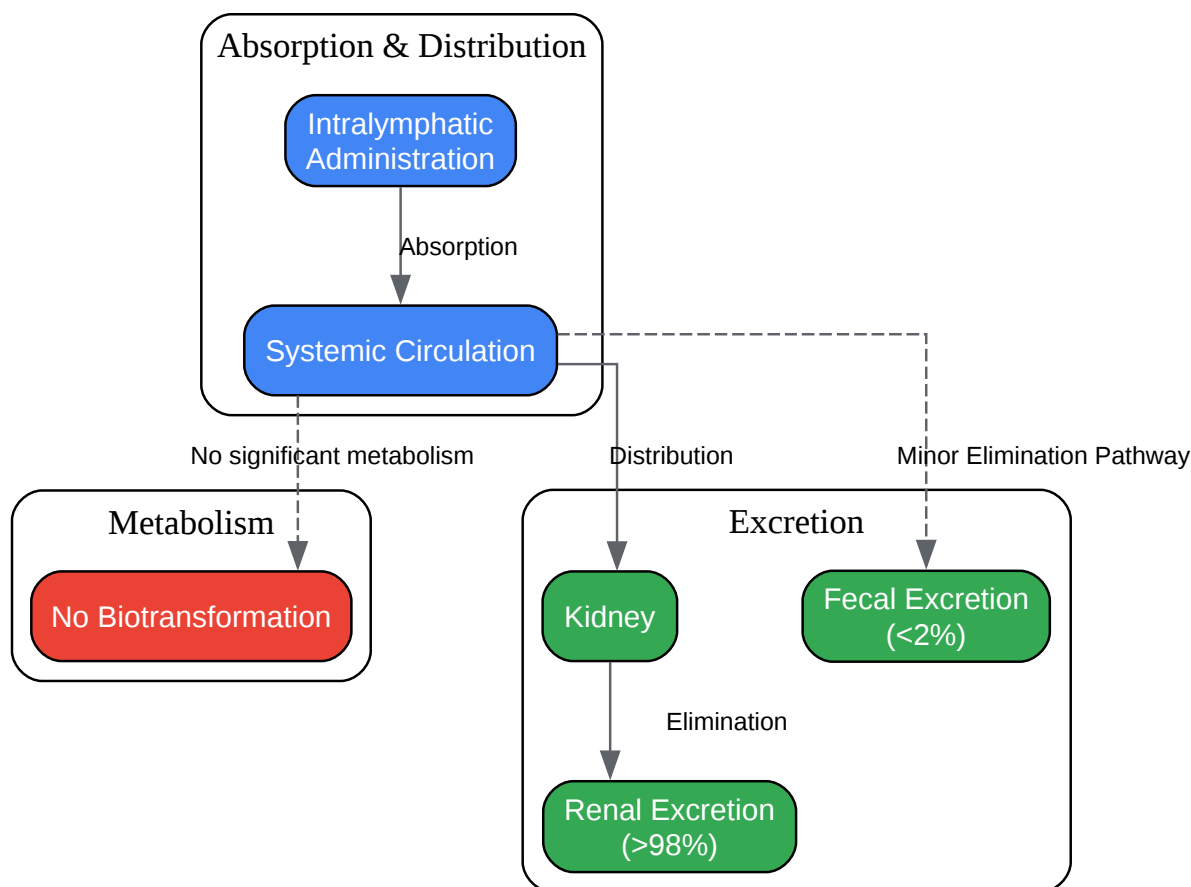 Absorption & Distribution
Intralymphatic
Administration
Absorption
Systemic Circulation
No significant metabolism
Distribution
Minor Elimination Pathway
Metabolism
No Biotransformation
Excretion
Kidney
Fecal Excretion
(<2%)
Elimination
Renal Excretion
(>98%)